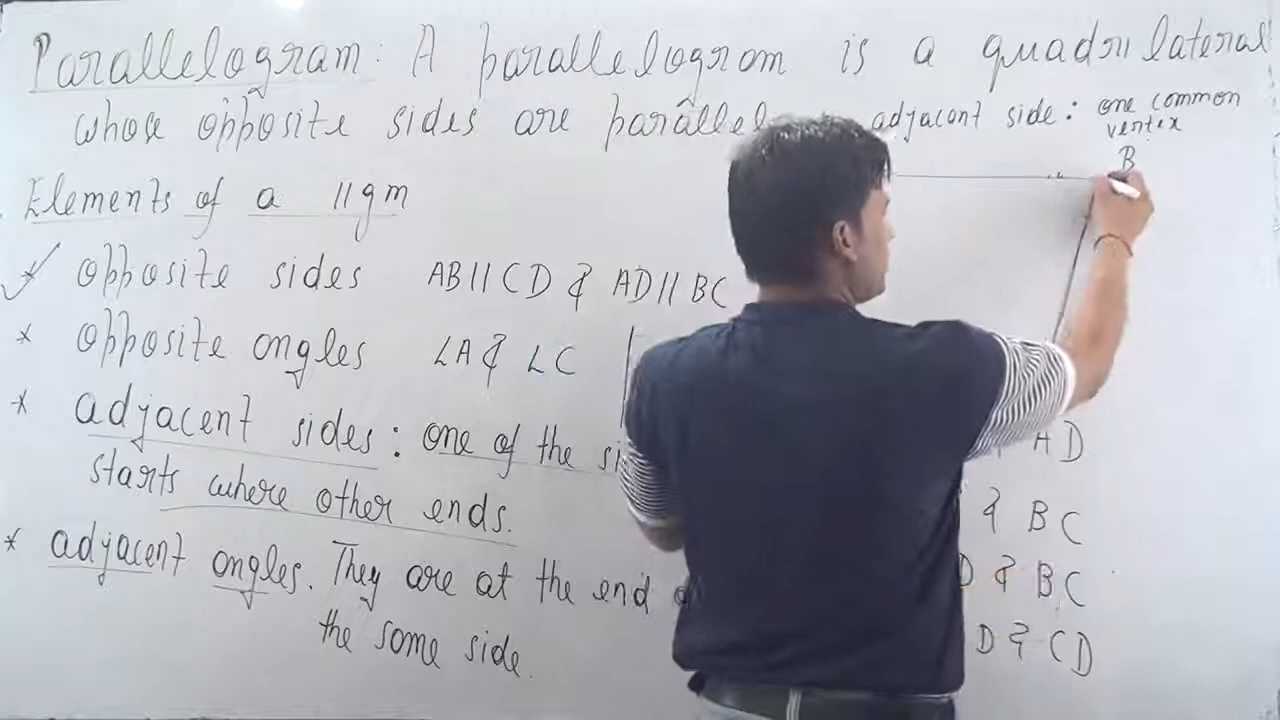 Parallelogram: A parallelogram is a quadrilateral
whose opposite sides are parallel
adjacent side: one common
vertex
B
Elements of a ||gm
* opposite sides AB || CD & AD || BC
* opposite angles ∠A & ∠C
* adjacent sides: one of the
starts where other ends.
* adjacent angles. They are at the end
the same side.
AD
& BC
D & BC
D & CD